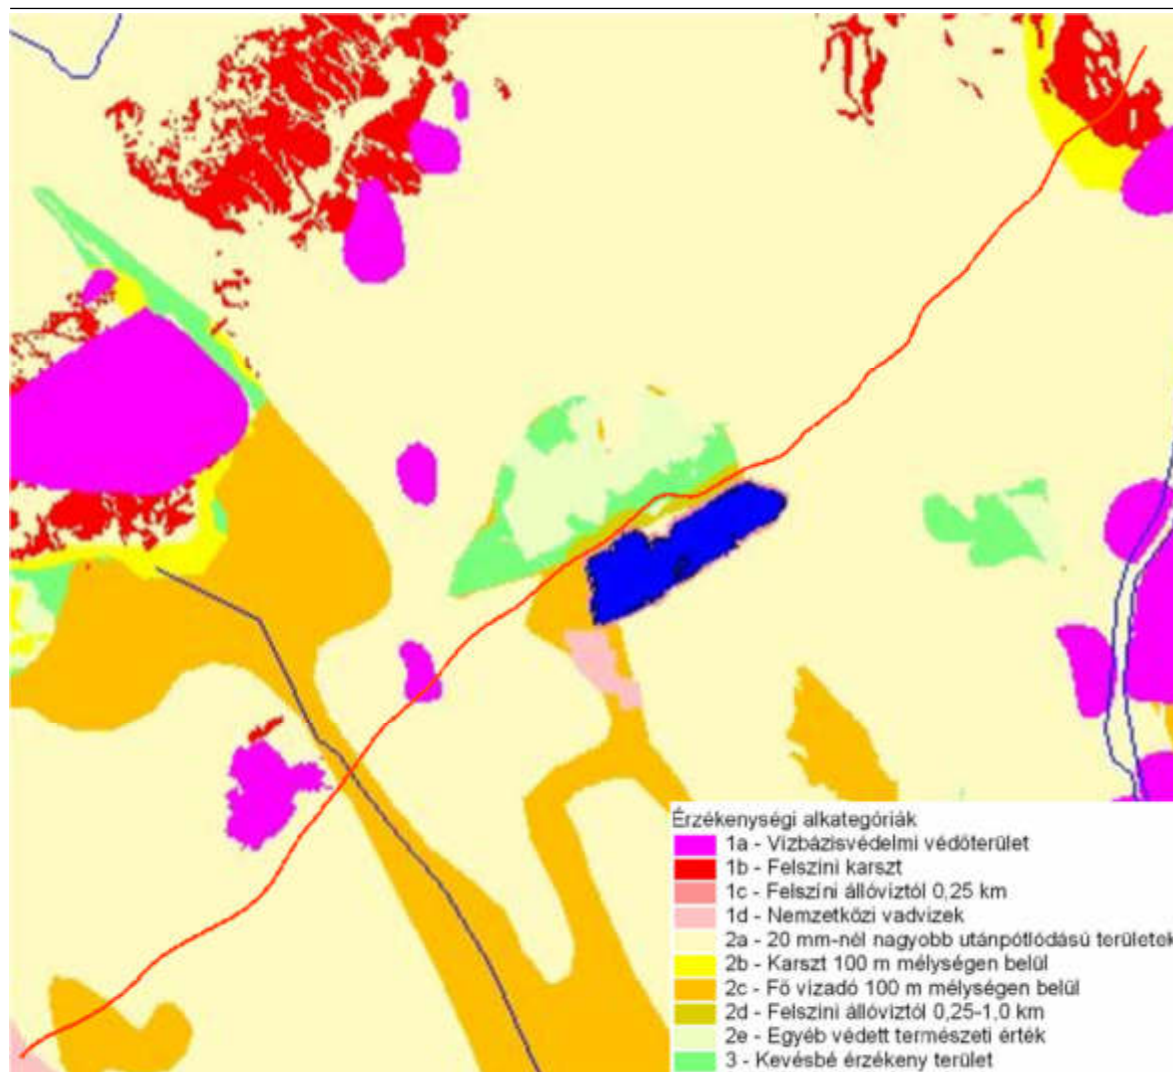 Érzékenységi alkategóriák
1a - Vízbázisvédelmi védőterület
1b - Felszíni karszt
1c - Felszíni állóvíztól 0,25 km
1d - Nemzetközi vadvizek
2a - 20 mm-nél nagyobb utánpótlódású területek
2b - Karszt 100 m mélységen belül
2c - Fő vízadó 100 m mélységen belül
2d - Felszíni állóvíztól 0,25-1,0 km
2e - Egyéb védett természeti érték
3 - Kevésbé érzékeny terület